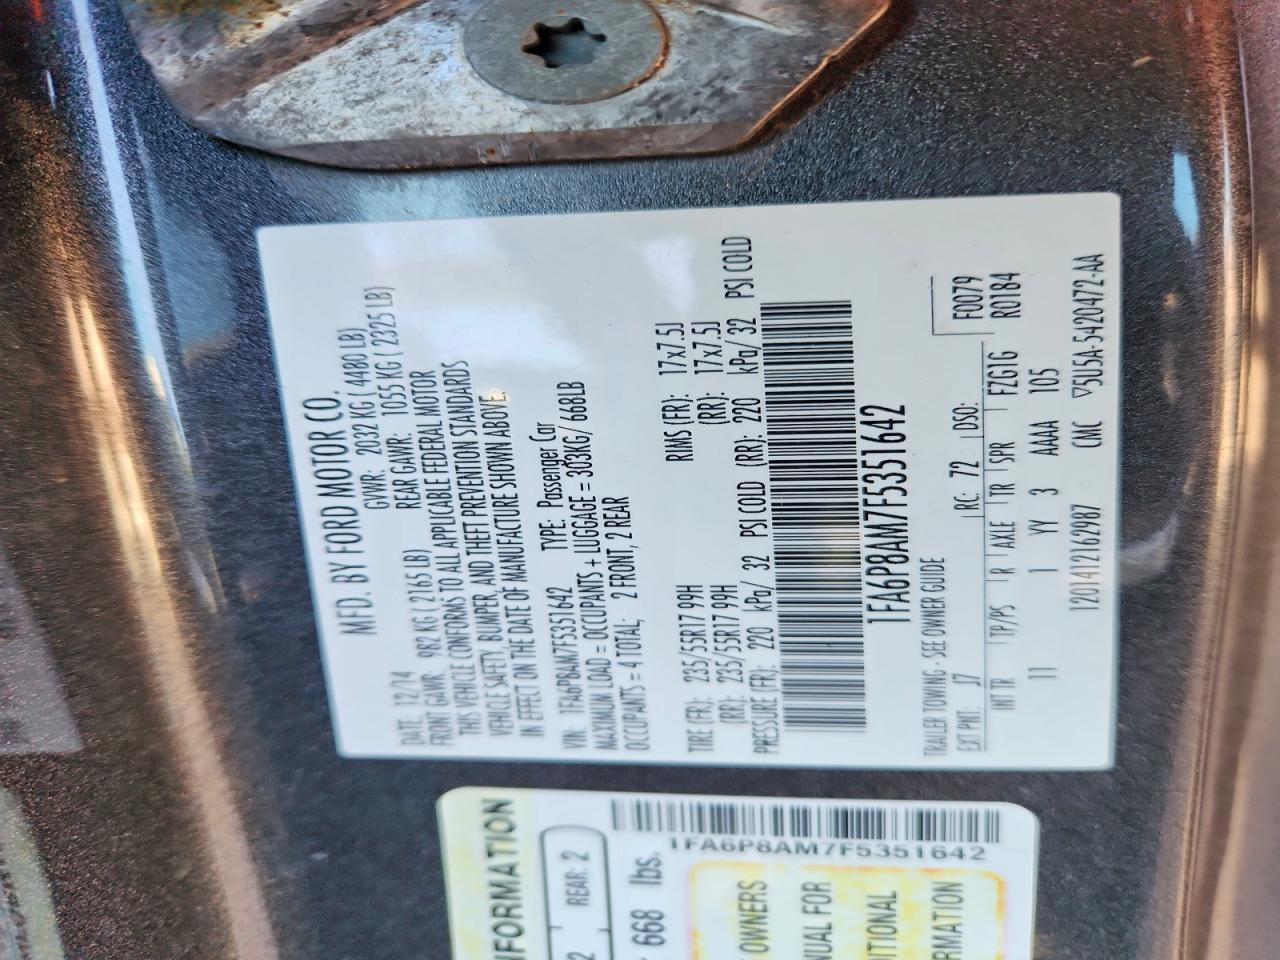 MFD. BY FORD MOTOR CO.
DATE: 12/14 GVWR: 2032 KG ( 4480 LB)
FRONT GAWR: 982 KG ( 2165 LB) REAR GAWR: 1055 KG ( 2325 LB)
THIS VEHICLE CONFORMS TO ALL APPLICABLE FEDERAL MOTOR
VEHICLE SAFETY, BUMPER, AND THEFT PREVENTION STANDARDS
IN EFFECT ON THE DATE OF MANUFACTURE SHOWN ABOVE.
VIN: 1FA6P8AM7F5351642 TYPE: Passenger Car
MAXIMUM LOAD = OCCUPANTS + LUGGAGE = 303KG/ 668LB
OCCUPANTS = 4 TOTAL; 2 FRONT, 2 REAR
TIRE (FR): 235/55R17 99H RIMS (FR): 17x7.5J
(RR): 235/55R17 99H (RR): 17x7.5J
PRESSURE (FR): 220 kPa/ 32 PSI COLD (RR): 220 kPa/ 32 PSI COLD
1FA6P8AM7F5351642
TRAILER TOWING - SEE OWNER GUIDE F0079
EXT PNT: J7 RC: 72 DSO: R0184
INT TR TP/PS R AXLE TR SPR FZG1G
11 1 YY 3 AAAA 105
1201412162987 CMC ▽5U5A-5420472-AA
NFORMATION
2 REAR: 2
668 lbs.
1FA6P8AM7F5351642
OWNERS
NUAL FOR
ITIONAL
RMATION